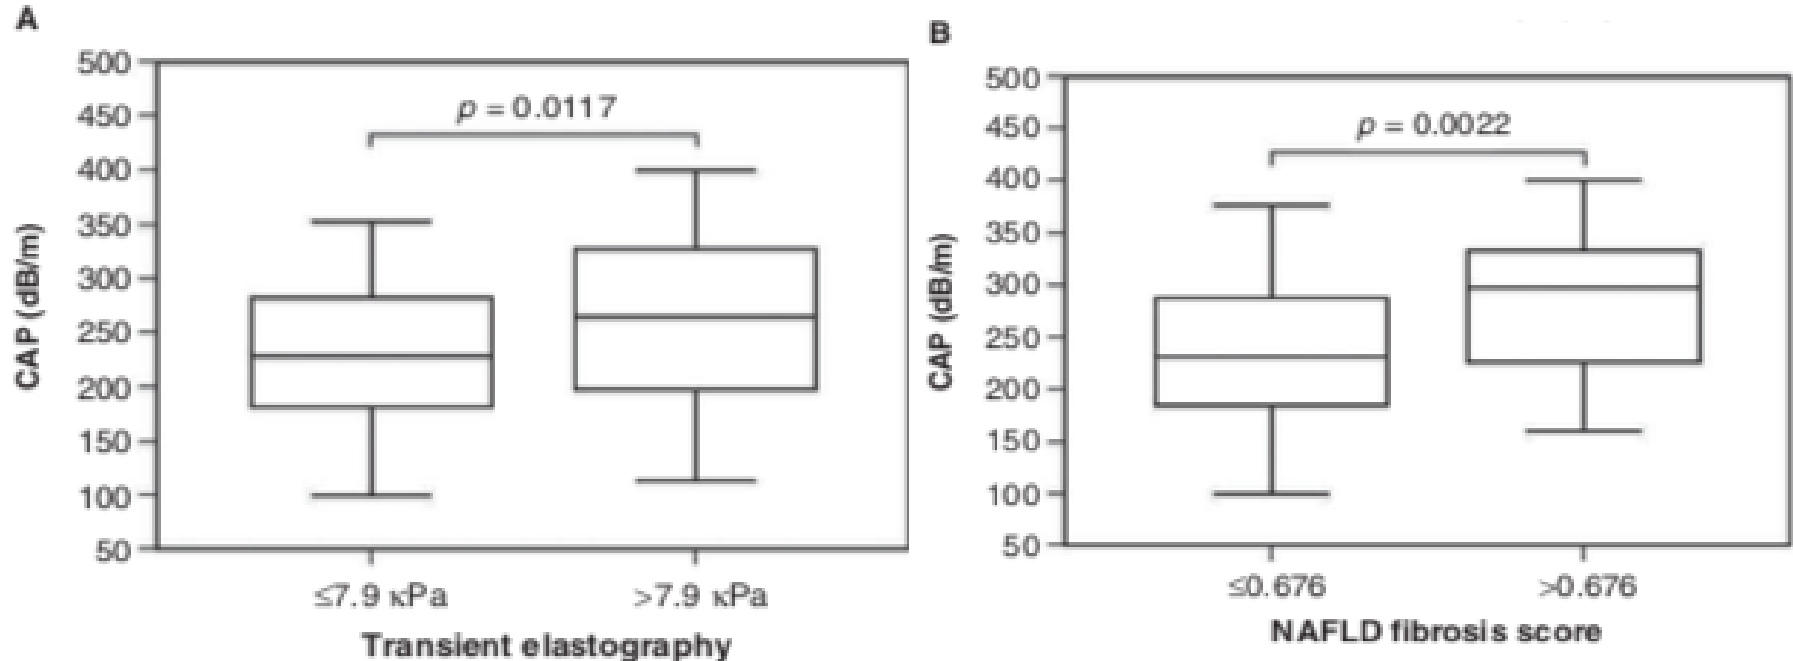 A
500
450
400
350
300
250
200
150
100
50
CAP (dB/m)
p = 0.0117
≤7.9 κPa
>7.9 κPa
Transient elastography
B
500
450
400
350
300
250
200
150
100
50
CAP (dB/m)
p = 0.0022
≤0.676
>0.676
NAFLD fibrosis score